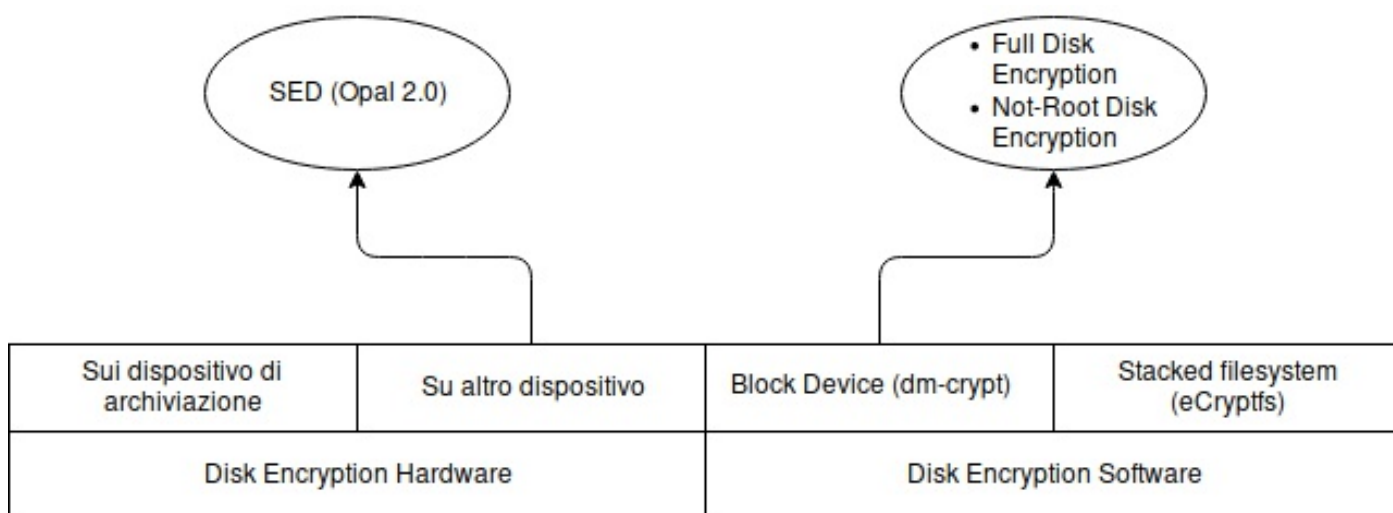 SED (Opal 2.0)
• Full Disk
Encryption
• Not-Root Disk
Encryption
Sui dispositivo di
archiviazione
Su altro dispositivo
Block Device (dm-crypt)
Stacked filesystem
(eCryptfs)
Disk Encryption Hardware
Disk Encryption Software